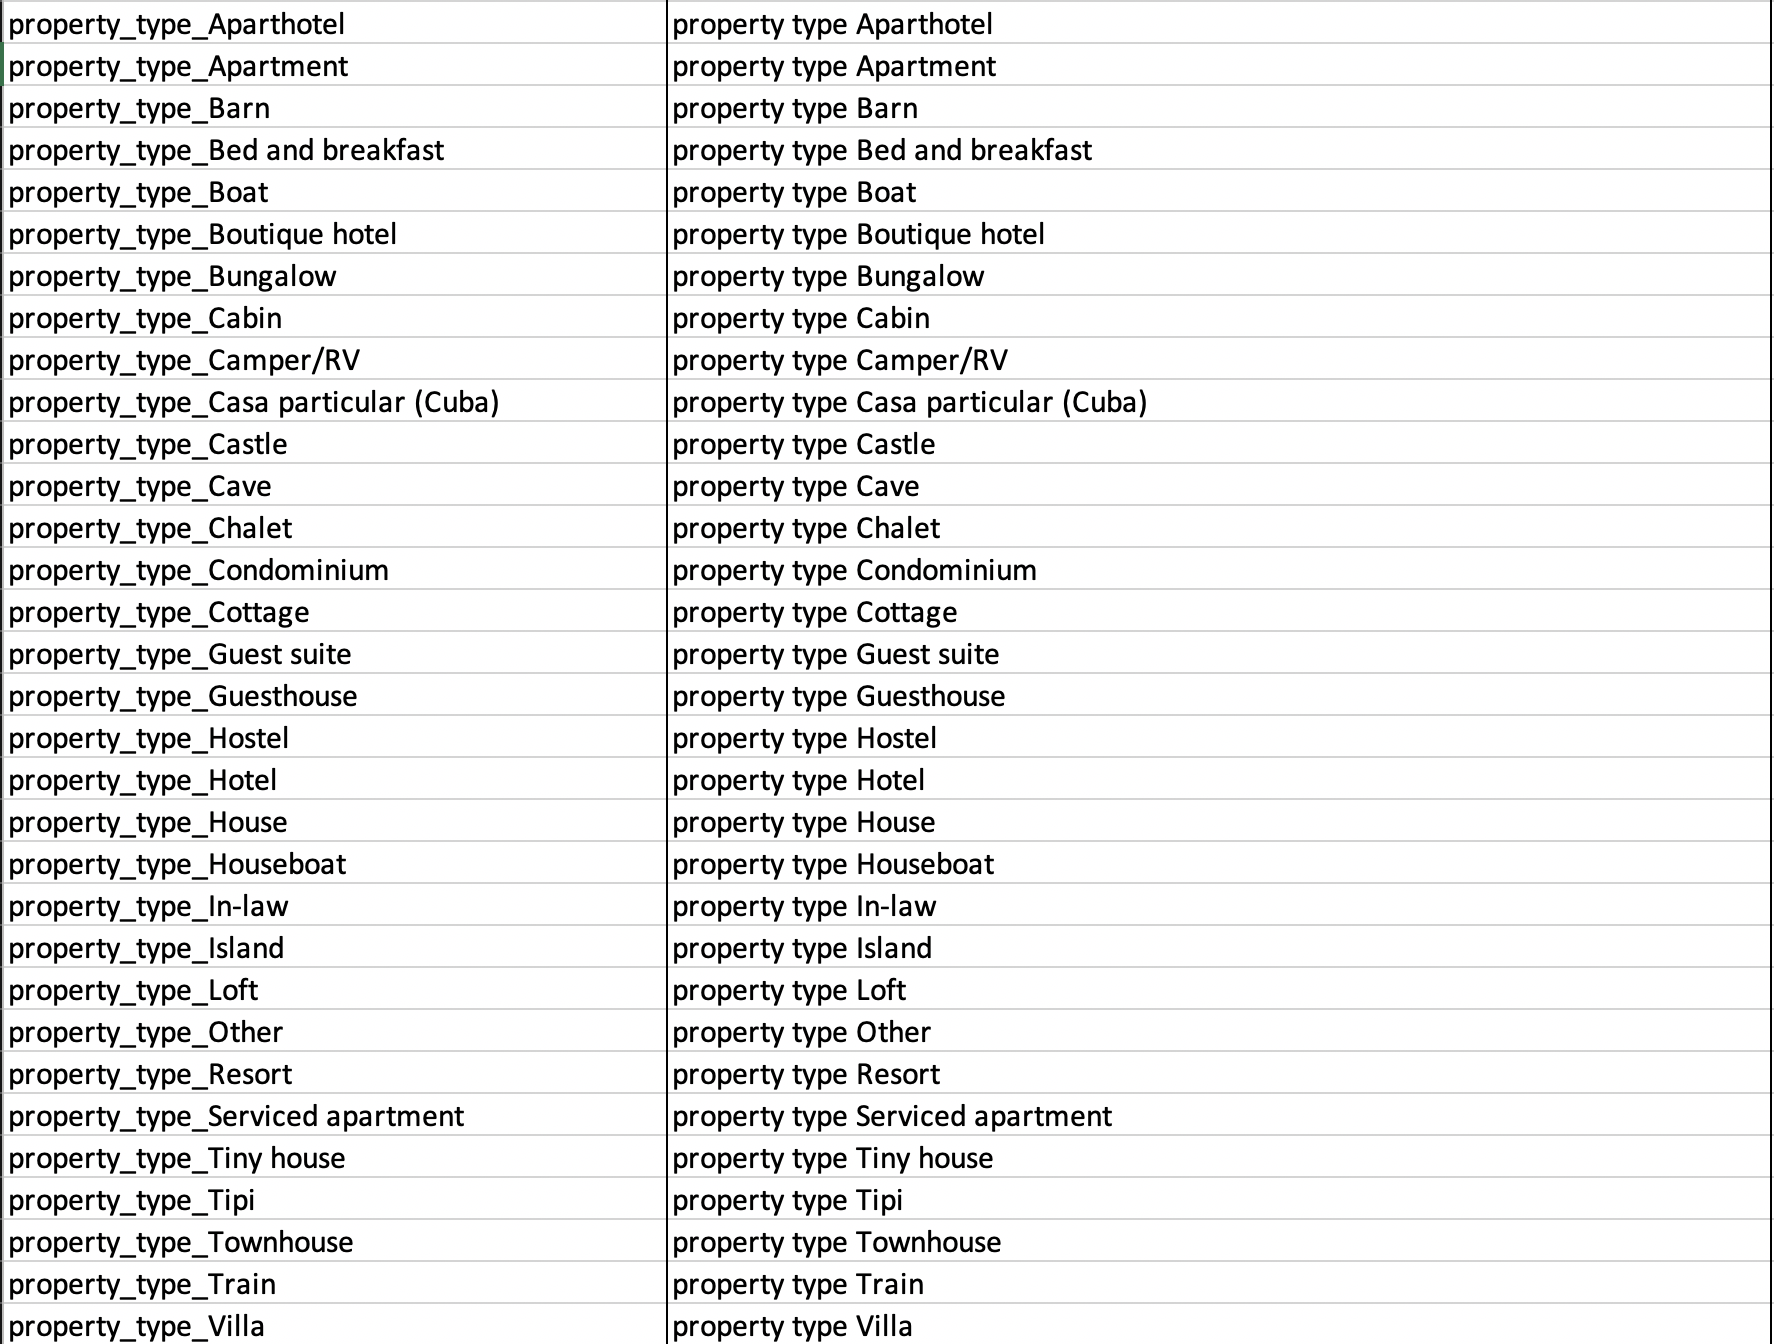 property_type_Aparthotel property type Aparthotel
property_type_Apartment property type Apartment
property_type_Barn property type Barn
property_type_Bed and breakfast property type Bed and breakfast
property_type_Boat property type Boat
property_type_Boutique hotel property type Boutique hotel
property_type_Bungalow property type Bungalow
property_type_Cabin property type Cabin
property_type_Camper/RV property type Camper/RV
property_type_Casa particular (Cuba) property type Casa particular (Cuba)
property_type_Castle property type Castle
property_type_Cave property type Cave
property_type_Chalet property type Chalet
property_type_Condominium property type Condominium
property_type_Cottage property type Cottage
property_type_Guest suite property type Guest suite
property_type_Guesthouse property type Guesthouse
property_type_Hostel property type Hostel
property_type_Hotel property type Hotel
property_type_House property type House
property_type_Houseboat property type Houseboat
property_type_In-law property type In-law
property_type_Island property type Island
property_type_Loft property type Loft
property_type_Other property type Other
property_type_Resort property type Resort
property_type_Serviced apartment property type Serviced apartment
property_type_Tiny house property type Tiny house
property_type_Tipi property type Tipi
property_type_Townhouse property type Townhouse
property_type_Train property type Train
property_type_Villa property type Villa